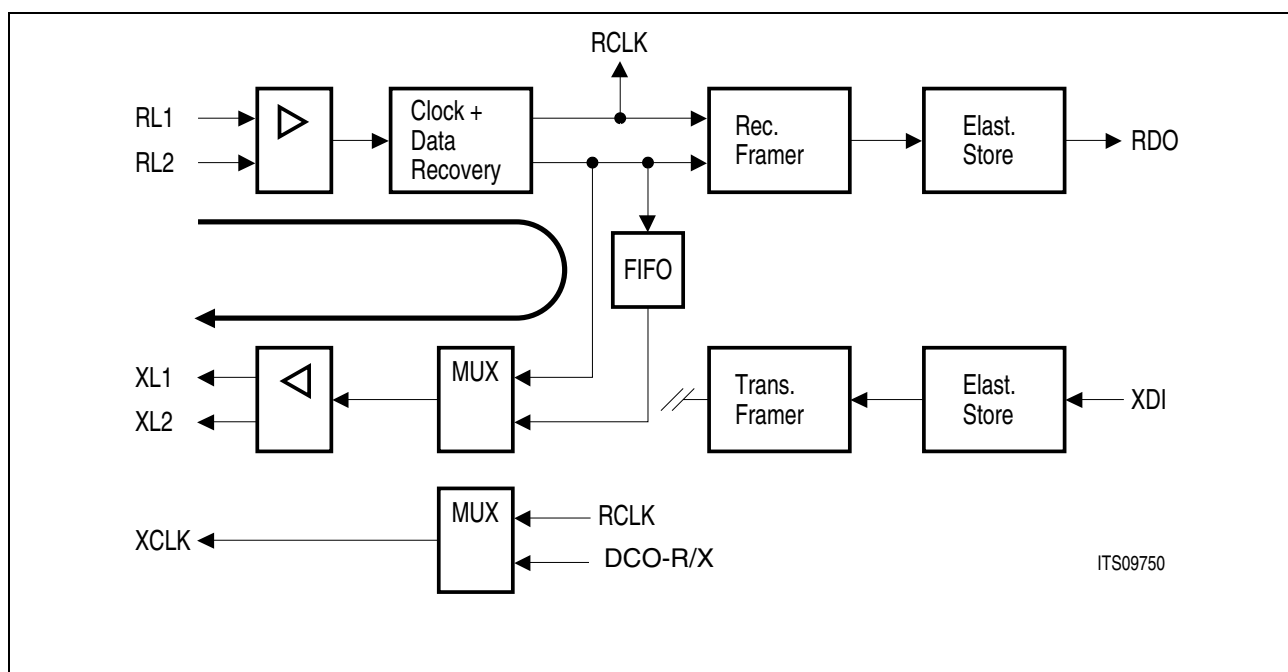 RCLK
RL1
RL2
Clock +
Data
Recovery
Rec.
Framer
Elast.
Store
RDO
FIFO
XL1
XL2
MUX
Trans.
Framer
Elast.
Store
XDI
XCLK
MUX
RCLK
DCO-R/X
ITS09750